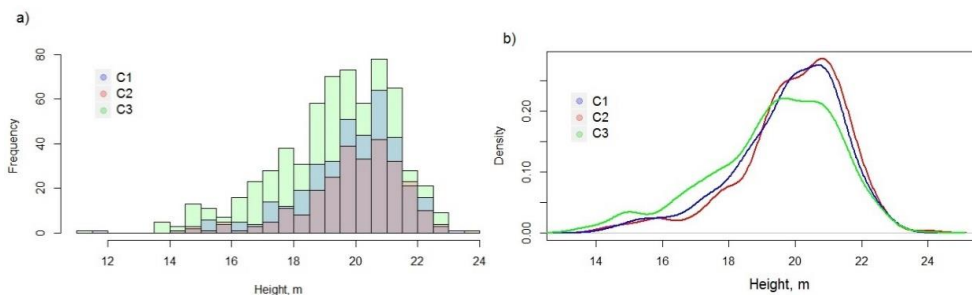 a)
80
60
40
20
0
Frequency
C1
C2
C3
12 14 16 18 20 22 24
Height, m
b)
0.20
0.10
0.00
Density
C1
C2
C3
14 16 18 20 22 24
Height, m